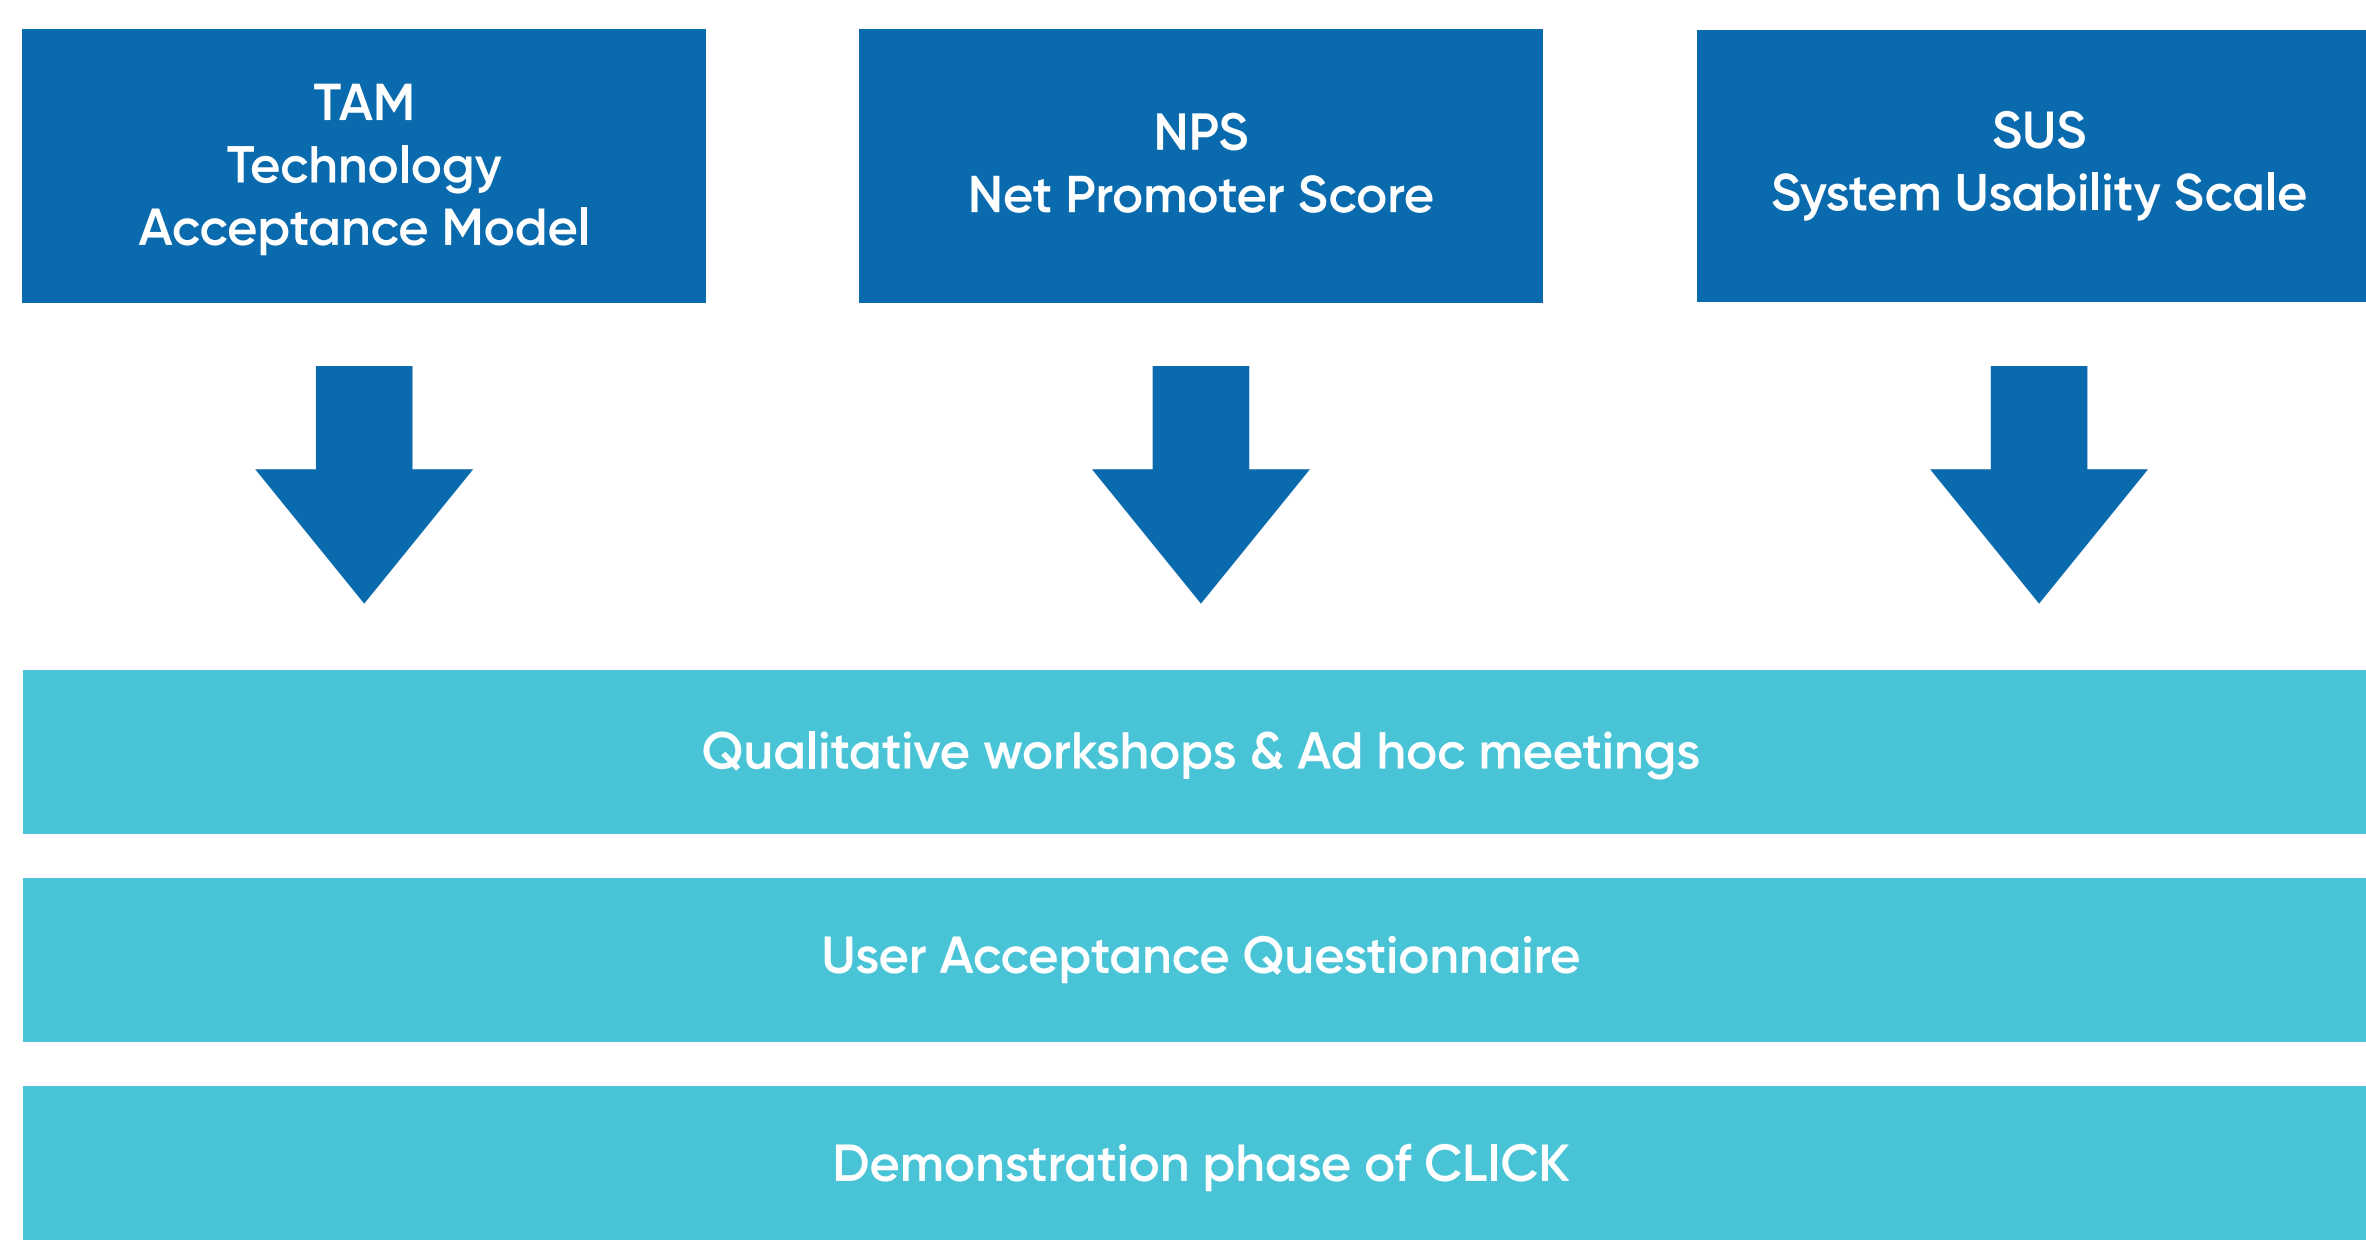 TAM
Technology
Acceptance Model
NPS
Net Promoter Score
SUS
System Usability Scale
Qualitative workshops & Ad hoc meetings
User Acceptance Questionnaire
Demonstration phase of CLICK